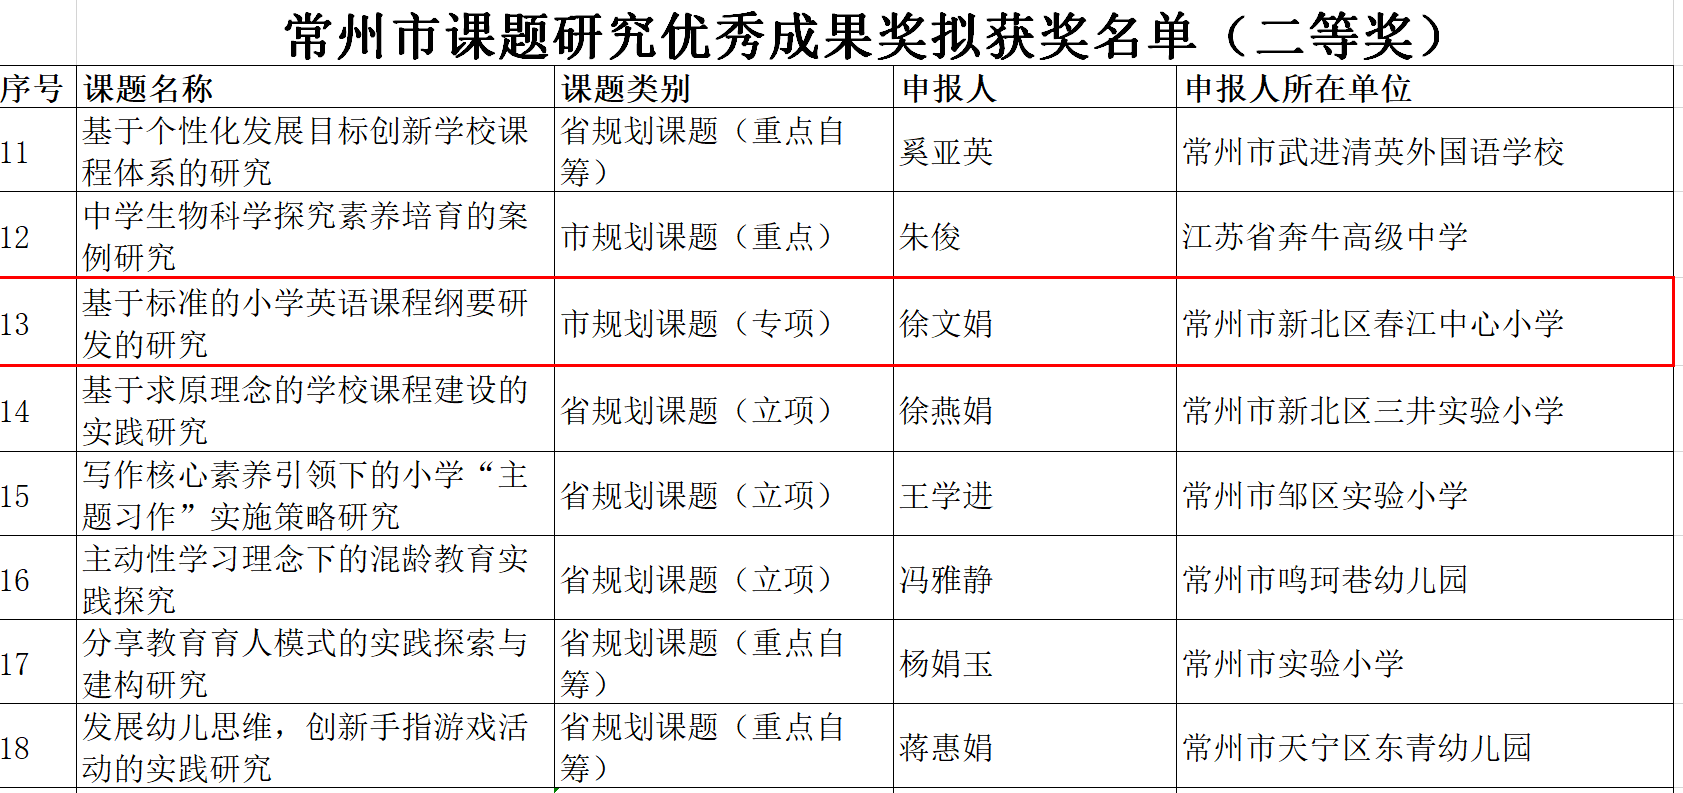 常州市课题研究优秀成果奖拟获奖名单（二等奖）
序号 课题名称 课题类别 申报人 申报人所在单位
11 基于个性化发展目标创新学校课 省规划课题（重点自 奚亚英 常州市武进清英外国语学校
程体系的研究 筹）
12 中学生物科学探究素养培育的案 市规划课题（重点） 朱俊 江苏省奔牛高级中学
例研究
13 基于标准的小学英语课程纲要研 市规划课题（专项） 徐文娟 常州市新北区春江中心小学
发的研究
14 基于求原理念的学校课程建设的 省规划课题（立项） 徐燕娟 常州市新北区三井实验小学
实践研究
15 写作核心素养引领下的小学“主 省规划课题（立项） 王学进 常州市邹区实验小学
题习作”实施策略研究
16 主动性学习理念下的混龄教育实 省规划课题（立项） 冯雅静 常州市鸣珂巷幼儿园
践探究
17 分享教育育人模式的实践探索与 省规划课题（重点自 杨娟玉 常州市实验小学
建构研究 筹）
18 发展幼儿思维，创新手指游戏活 省规划课题（重点自 蒋惠娟 常州市天宁区东青幼儿园
动的实践研究 筹）